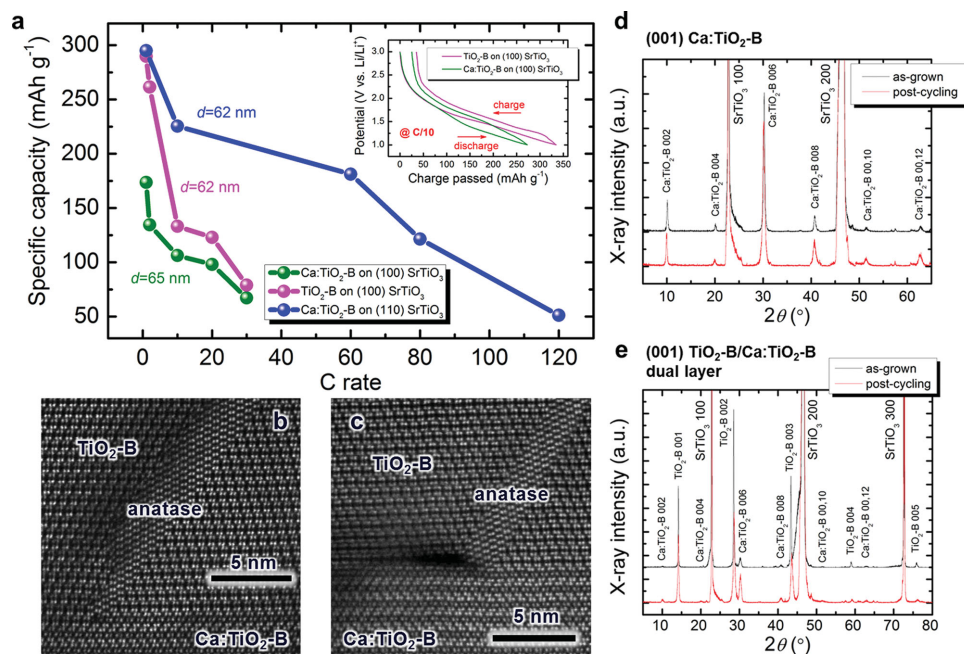 a
Specific capacity (mAh g⁻¹)
300
250
200
150
100
50
0
20
40
60
80
100
120
C rate
d=62 nm
d=62 nm
d=65 nm
Ca:TiO₂-B on (100) SrTiO₃
TiO₂-B on (100) SrTiO₃
Ca:TiO₂-B on (110) SrTiO₃
Potential (V vs. Li/Li⁺)
3.0
2.5
2.0
1.5
1.0
TiO₂-B on (100) SrTiO₃
Ca:TiO₂-B on (100) SrTiO₃
charge
@ C/10
discharge
0
50
100
150
200
250
300
350
Charge passed (mAh g⁻¹)
b
TiO₂-B
anatase
5 nm
Ca:TiO₂-B
c
TiO₂-B
anatase
5 nm
Ca:TiO₂-B
d
(001) Ca:TiO₂-B
X-ray intensity (a.u.)
Ca:TiO₂-B 002
Ca:TiO₂-B 004
SrTiO₃ 100
Ca:TiO₂-B 006
SrTiO₃ 200
Ca:TiO₂-B 008
Ca:TiO₂-B 00,10
Ca:TiO₂-B 00,12
as-grown
post-cycling
10
20
30
40
50
60
2θ (°)
e
(001) TiO₂-B/Ca:TiO₂-B
dual layer
as-grown
post-cycling
X-ray intensity (a.u.)
Ca:TiO₂-B 002
TiO₂-B 001
Ca:TiO₂-B 004
SrTiO₃ 100
TiO₂-B 002
Ca:TiO₂-B 006
Ca:TiO₂-B 008
TiO₂-B 003
SrTiO₃ 200
Ca:TiO₂-B 00,10
TiO₂-B 004
Ca:TiO₂-B 00,12
SrTiO₃ 300
TiO₂-B 005
5
10
15
20
25
30
35
40
45
50
55
60
65
70
75
80
2θ (°)